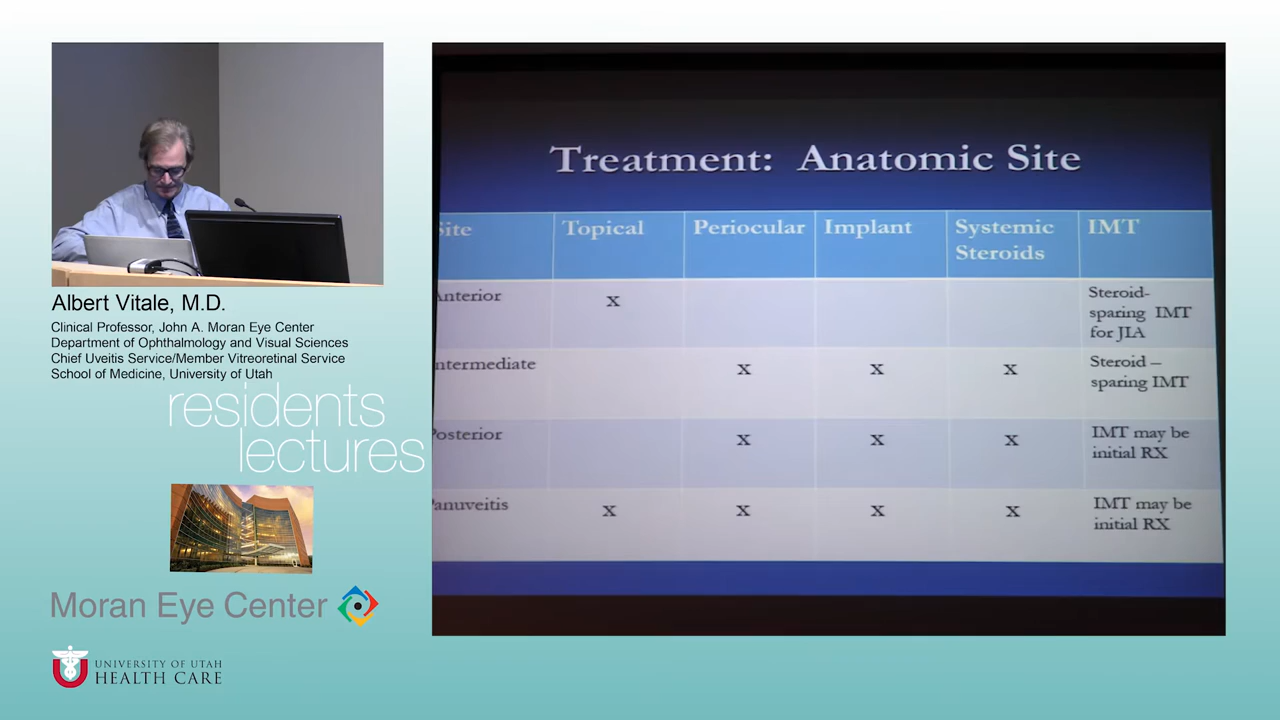 Albert Vitale, M.D.
Clinical Professor, John A. Moran Eye Center
Department of Ophthalmology and Visual Sciences
Chief Uveitis Service/Member Vitreoretinal Service
School of Medicine, University of Utah
residents
lectures
Moran Eye Center
UNIVERSITY OF UTAH
HEALTH CARE
Treatment: Anatomic Site
Site Topical Periocular Implant Systemic Steroids IMT
Anterior x Steroid-
sparing IMT
for JIA
Intermediate x x x Steroid –
sparing IMT
Posterior x x x IMT may be
initial RX
Panuveitis x x x x IMT may be
initial RX